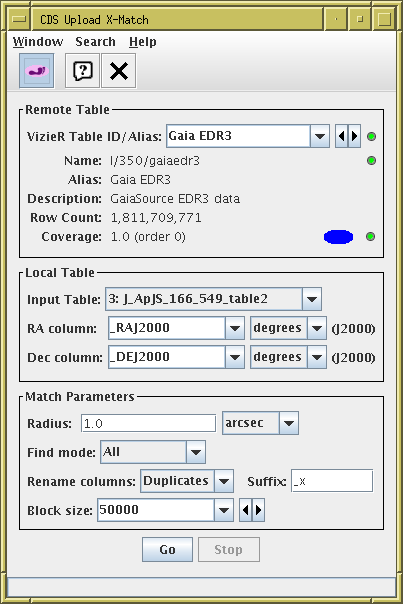 CDS Upload X-Match
Window Search Help
Remote Table
VizieR Table ID/Alias: Gaia EDR3
Name: I/350/gaiaedr3
Alias: Gaia EDR3
Description: GaiaSource EDR3 data
Row Count: 1,811,709,771
Coverage: 1.0 (order 0)
Local Table
Input Table: 3: J_ApJS_166_549_table2
RA column: _RAJ2000 degrees (J2000)
Dec column: _DEJ2000 degrees (J2000)
Match Parameters
Radius: 1.0 arcsec
Find mode: All
Rename columns: Duplicates Suffix: _x
Block size: 50000
Go Stop